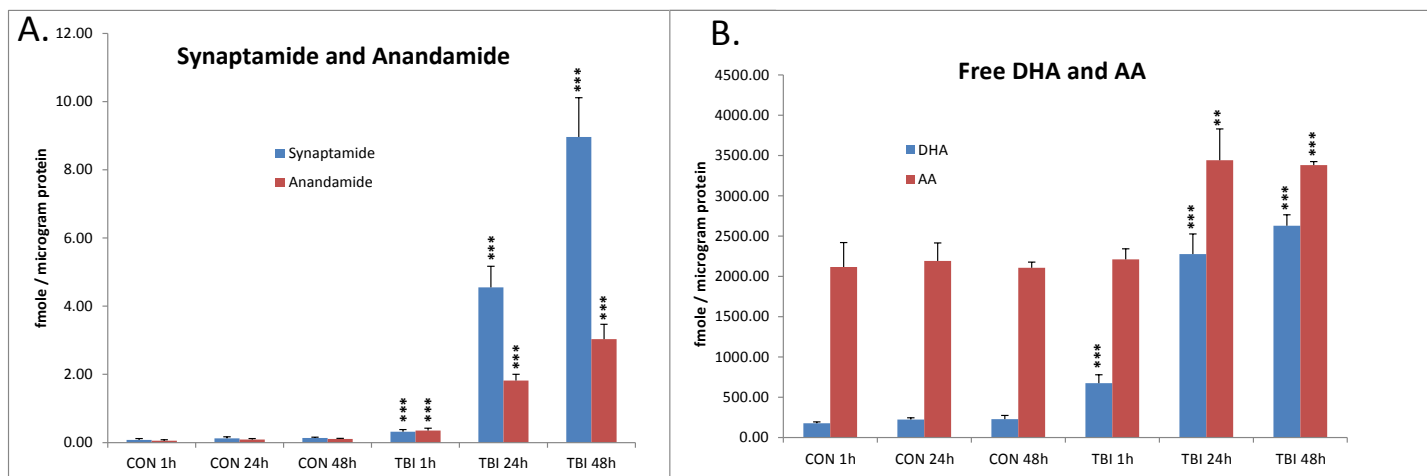 A.
Synaptamide and Anandamide
12.00
10.00
8.00
6.00
4.00
2.00
0.00
fmole / microgram protein
Synaptamide
Anandamide
***
***
***
***
***
***
CON 1h CON 24h CON 48h TBI 1h TBI 24h TBI 48h
B.
Free DHA and AA
4500.00
4000.00
3500.00
3000.00
2500.00
2000.00
1500.00
1000.00
500.00
0.00
fmole / microgram protein
DHA
AA
***
***
**
***
***
CON 1h CON 24h CON 48h TBI 1h TBI 24h TBI 48h